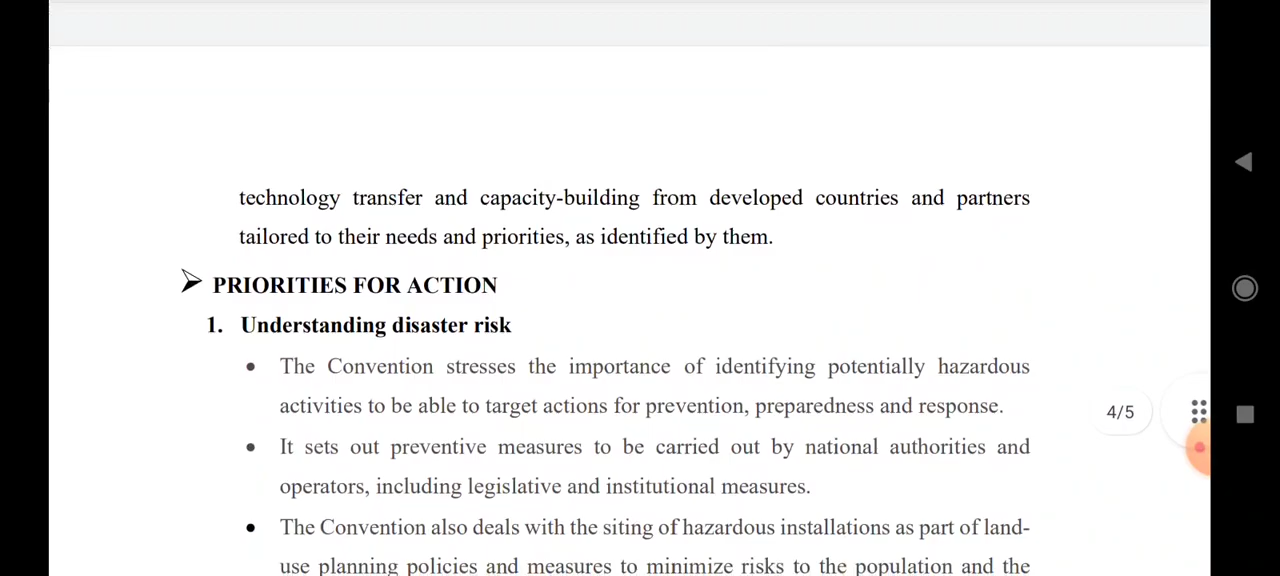 technology transfer and capacity-building from developed countries and partners
tailored to their needs and priorities, as identified by them.
➢ PRIORITIES FOR ACTION
1. Understanding disaster risk
• The Convention stresses the importance of identifying potentially hazardous
activities to be able to target actions for prevention, preparedness and response.
• It sets out preventive measures to be carried out by national authorities and
operators, including legislative and institutional measures.
• The Convention also deals with the siting of hazardous installations as part of land-
use planning policies and measures to minimize risks to the population and the
4/5